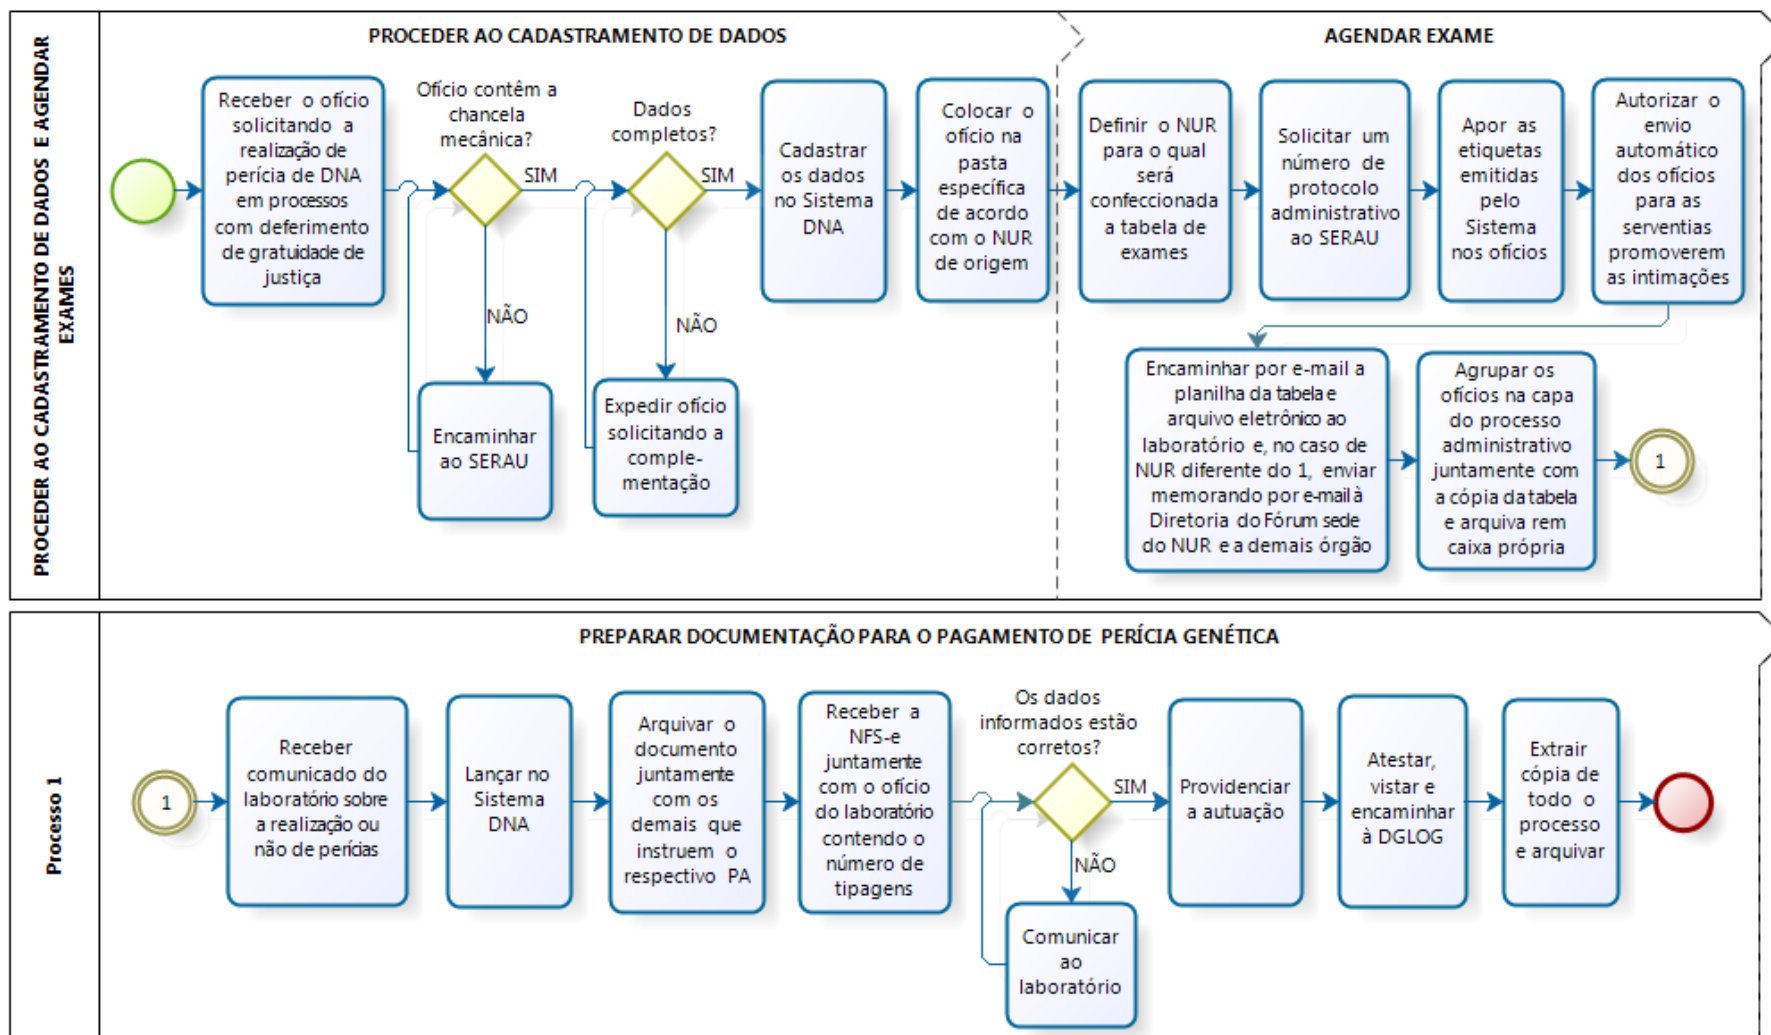 PROCEDER AO CADASTRAMENTO DE DADOS E AGENDAR
EXAMES
PROCEDER AO CADASTRAMENTO DE DADOS
AGENDAR EXAME
Receber o ofício
solicitando a
realização de
perícia de DNA
em processos
com deferimento
de gratuidade de
justiça
Ofício contêm a
chancela
mecânica?
SIM
NÃO
Encaminhar
ao SERAU
Dados
completos?
SIM
NÃO
Expedir ofício
solicitando a
comple-
mentação
Cadastrar
os dados
no Sistema
DNA
Colocar o
ofício na
pasta
específica
de acordo
com o NUR
de origem
Definir o NUR
para o qual
será
confeccionada
a tabela de
exames
Solicitar um
número de
protocolo
administrativo
ao SERAU
Apor as
etiquetas
emitidas
pelo
Sistema
nos ofícios
Autorizar o
envio
automático
dos ofícios
para as
serventias
promoverem
as intimações
Encaminhar por e-mail a
planilha da tabela e
arquivo eletrônico ao
laboratório e, no caso de
NUR diferente do 1, enviar
memorando por e-mail à
Diretoria do Fórum sede
do NUR e a demais órgão
Agrupar os
ofícios na capa
do processo
administrativo
juntamente com
a cópia da tabela
e arquiva rem
caixa própria
1
Processo 1
PREPARAR DOCUMENTAÇÃO PARA O PAGAMENTO DE PERÍCIA GENÉTICA
1
Receber
comunicado do
laboratório sobre
a realização ou
não de perícias
Lançar no
Sistema
DNA
Arquivar o
documento
juntamente
com os
demais que
instruem o
respectivo PA
Receber a
NFS-e
juntamente
com o ofício
do laboratório
contendo o
número de
tipagens
Os dados
informados estão
corretos?
SIM
NÃO
Comunicar
ao
laboratório
Providenciar
a autuação
Atestar,
vistar e
encaminhar
à DGLOG
Extrair
cópia de
todo o
processo
e arquivar